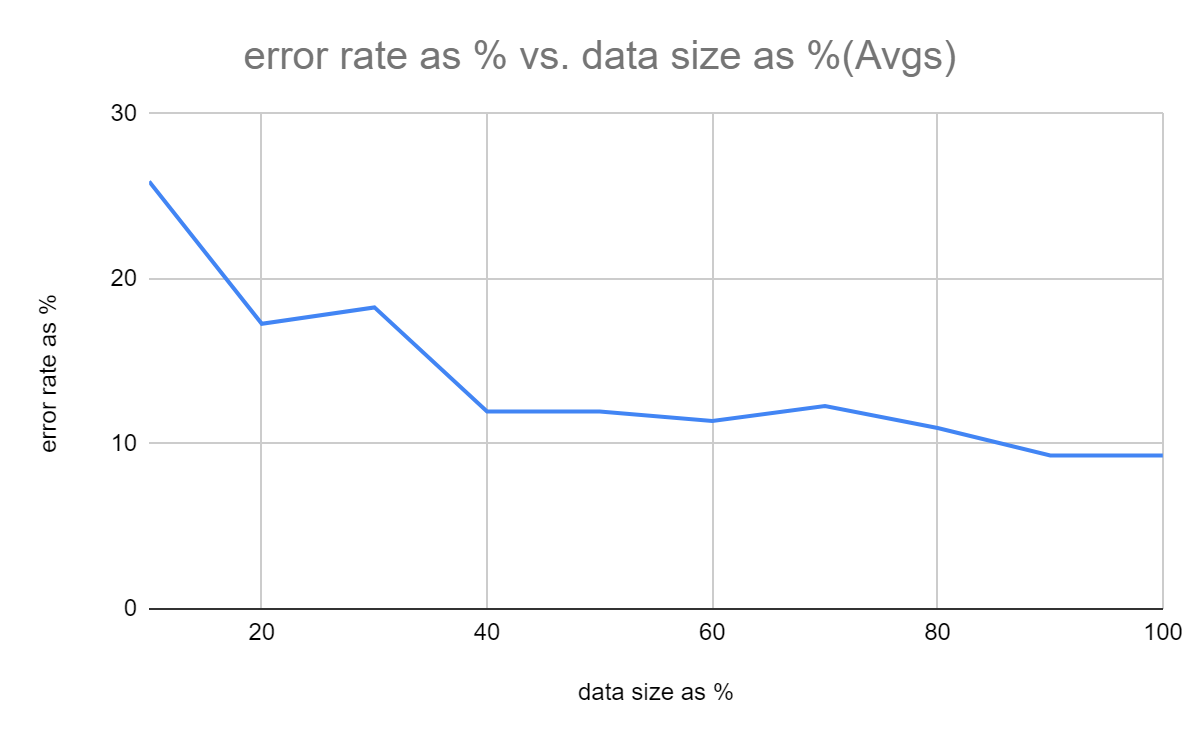 error rate as % vs. data size as %(Avgs)
30
20
10
0
error rate as %
20 40 60 80 100
data size as %